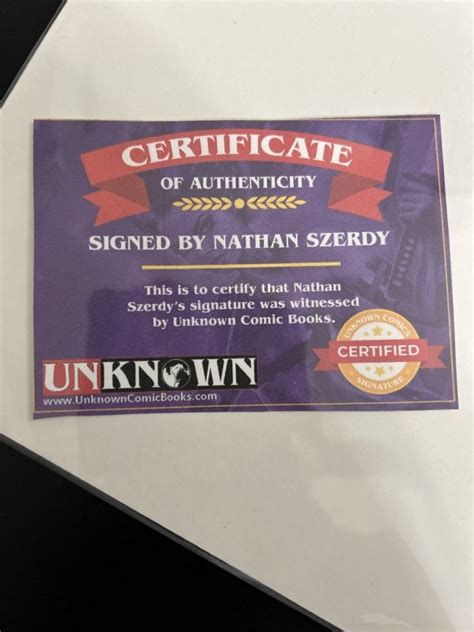 CERTIFICATE
OF AUTHENTICITY
SIGNED BY NATHAN SZERDY
This is to certify that Nathan
Szerdy's signature was witnessed
by Unknown Comic Books.
UNKNOWN COMICS
CERTIFIED
SIGNATURE
UNKNOWN
www.UnknownComicBooks.com